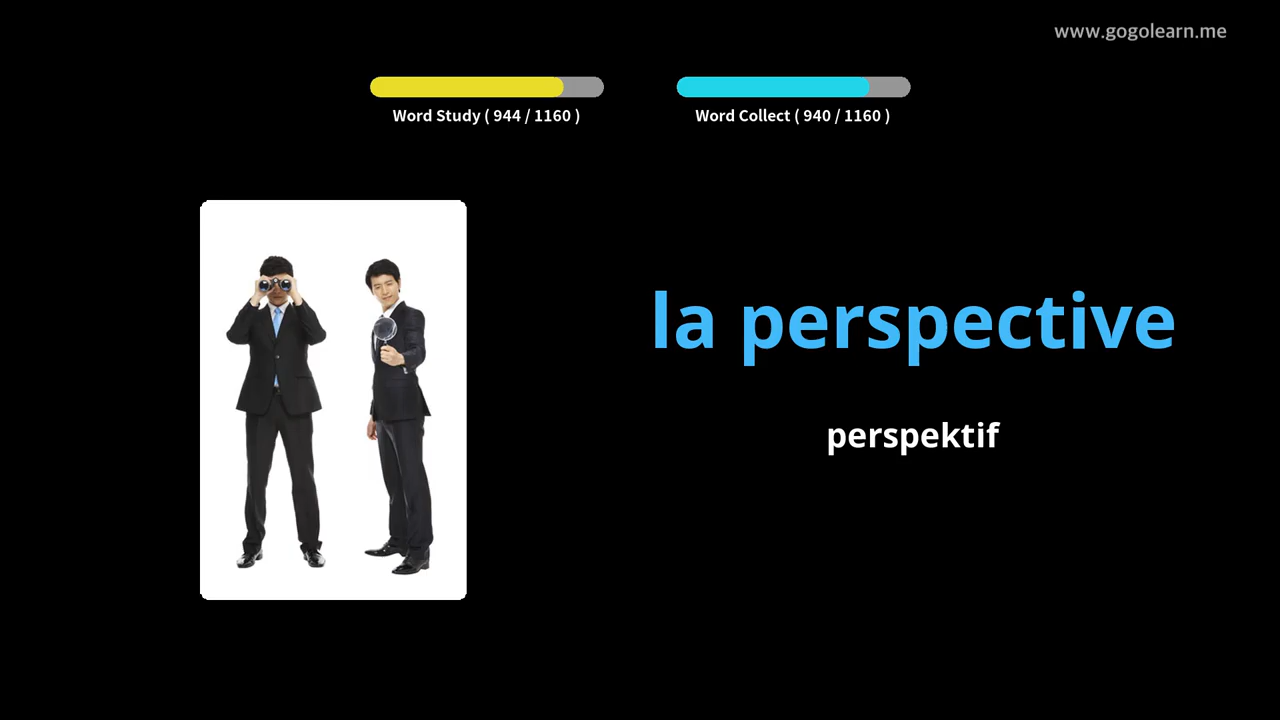 www.gogolearn.me
Word Study ( 944 / 1160 )
Word Collect ( 940 / 1160 )
la perspective
perspektif